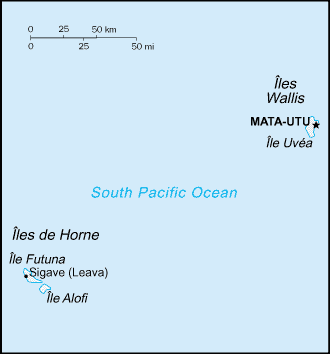 0 25 50 km
0 25 50 mi
Îles
Wallis
MATA-UTU
Île Uvéa
South Pacific Ocean
Îles de Horne
Île Futuna
Sigave (Leava)
Île Alofi